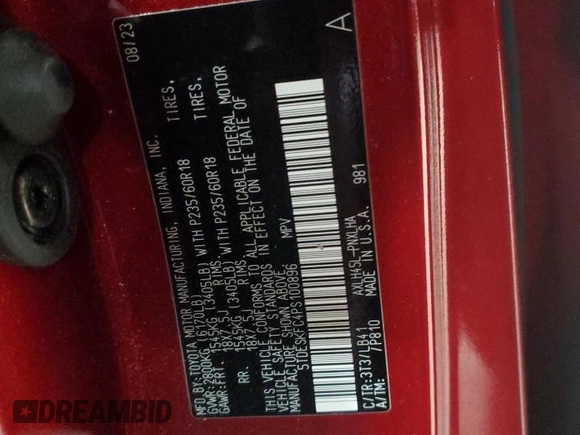 MFD. BY: TOYOTA MOTOR MANUFACTURING, INDIANA, INC. 08/23
GVWR: 2800KG (6170LB)
GAWR: FRT. 1545KG (3405LB) WITH P235/60R18 TIRES,
18X7.5J RIMS
RR. 1545KG (3405LB) WITH P235/60R18 TIRES,
18X7.5J RIMS
THIS VEHICLE CONFORMS TO ALL APPLICABLE FEDERAL MOTOR
VEHICLE SAFETY STANDARDS IN EFFECT ON THE DATE OF
MANUFACTURE SHOWN ABOVE.
5TDESKFC4PS100896 MPV
A
C/TR: 3T3/LB41 AXLH45L-PNXLHA 981
A/TM: /P810 MADE IN U.S.A.
DREAMBID